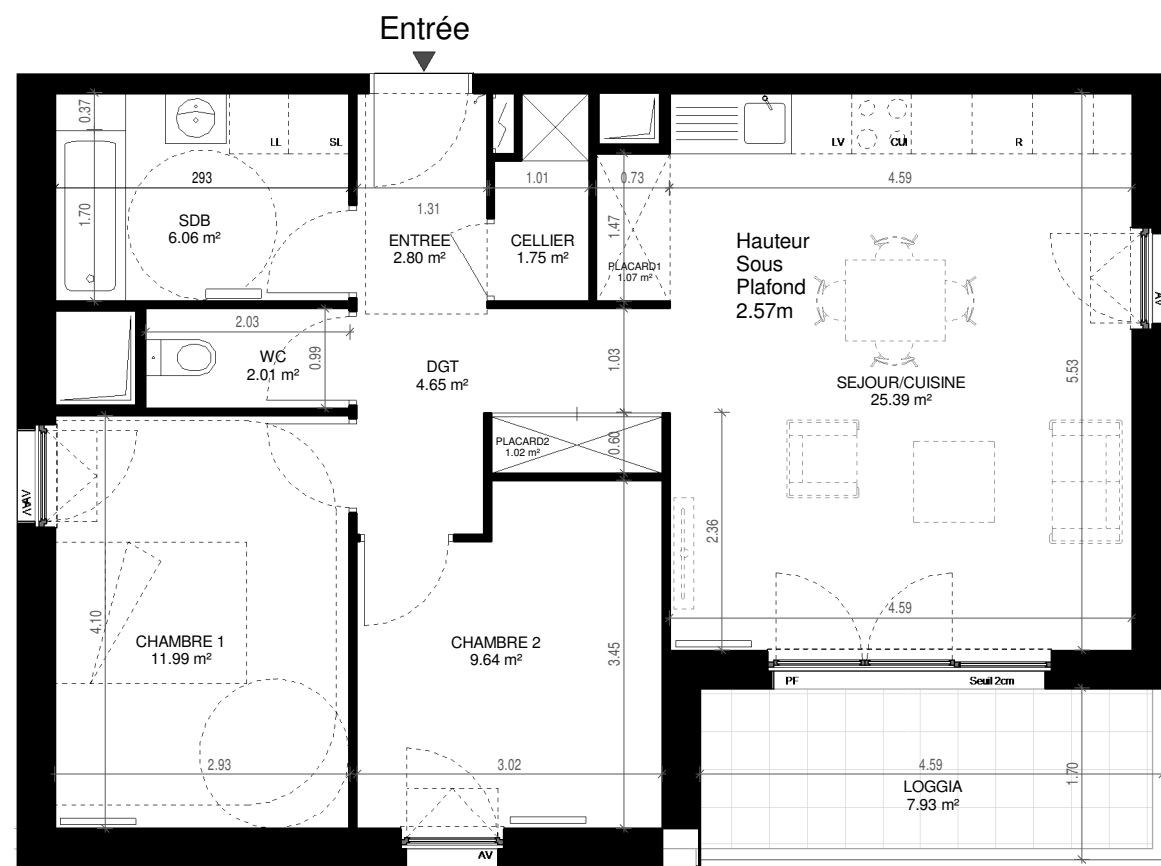 Entrée
0.37
LL
SL
LV
CUI
R
293
1.31
1.01
0.73
4.59
1.70
SDB
6.06 m²
ENTREE
2.80 m²
CELLIER
1.75 m²
1.47
PLACARD1
1.07 m²
Hauteur
Sous
Plafond
2.57m
AV
2.03
WC
2.01 m²
0.99
DGT
4.65 m²
1.03
SEJOUR/CUISINE
25.39 m²
5.53
PLACARD2
1.02 m²
0.60
2.36
4.10
CHAMBRE 1
11.99 m²
CHAMBRE 2
9.64 m²
3.45
4.59
PF
Seuil 2cm
2.93
3.02
4.59
1.70
LOGGIA
7.93 m²
AV